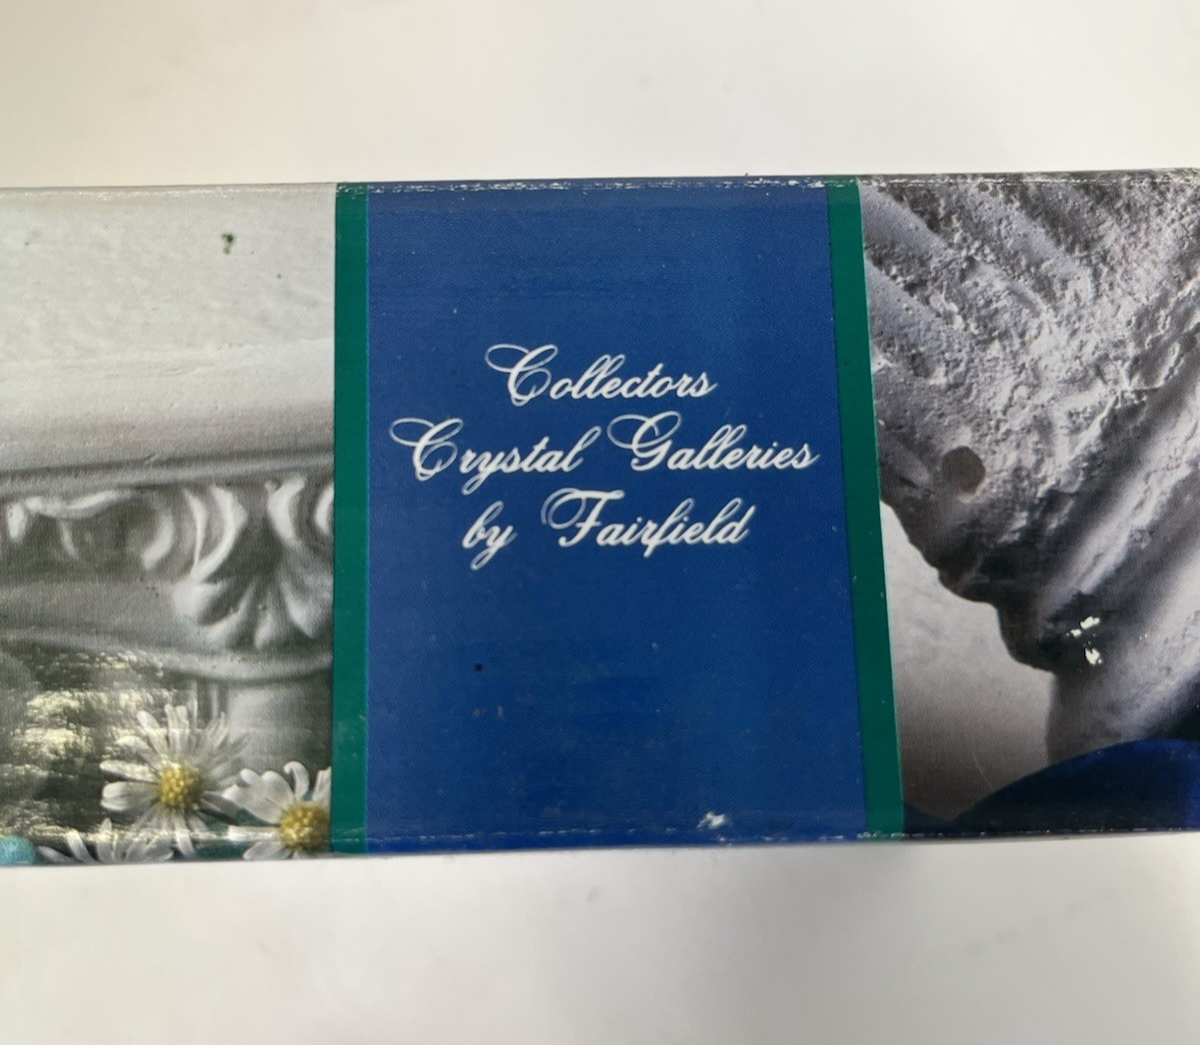 Collectors
Crystal Galleries
by Fairfield